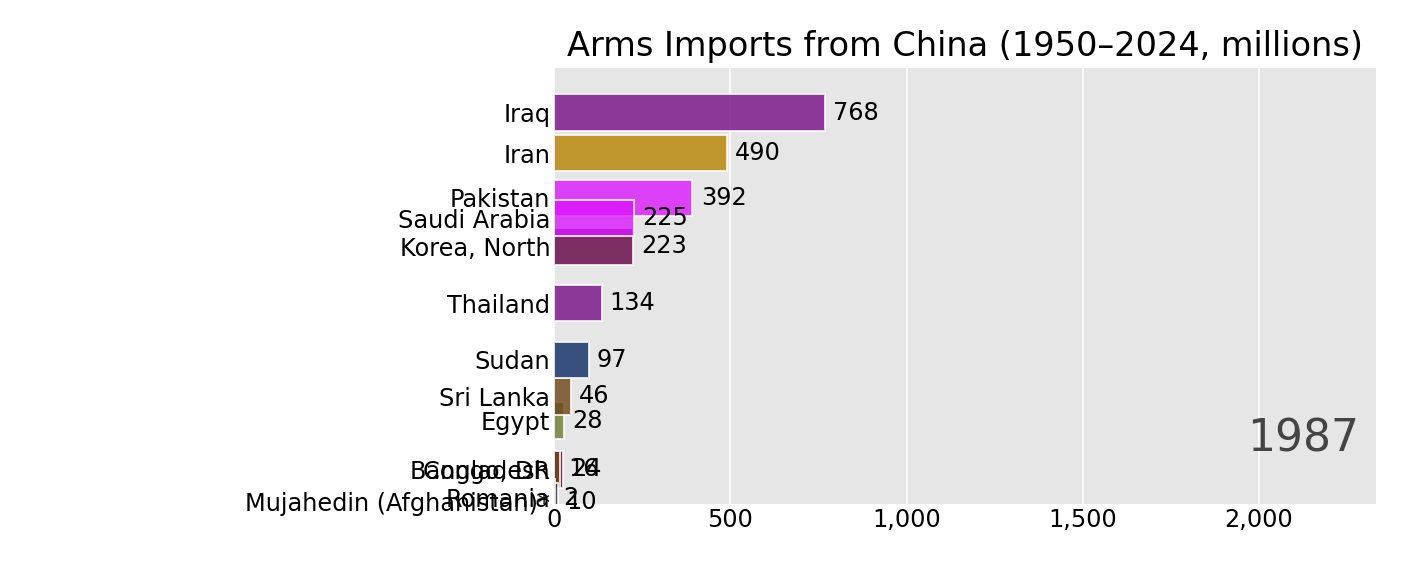 Arms Imports from China (1950–2024, millions)
Iraq 768
Iran 490
Pakistan 392
Saudi Arabia 225
Korea, North 223
Thailand 134
Sudan 97
Sri Lanka 46
Egypt 28
1987
Bangladesh
Congo, DR
Romania 2
Mujahedin (Afghanistan)* 10
0 500 1,000 1,500 2,000